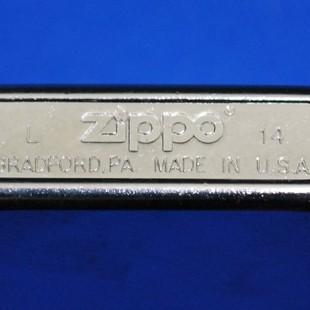 L Zippo® 14
BRADFORD, PA. MADE IN U.S.A.